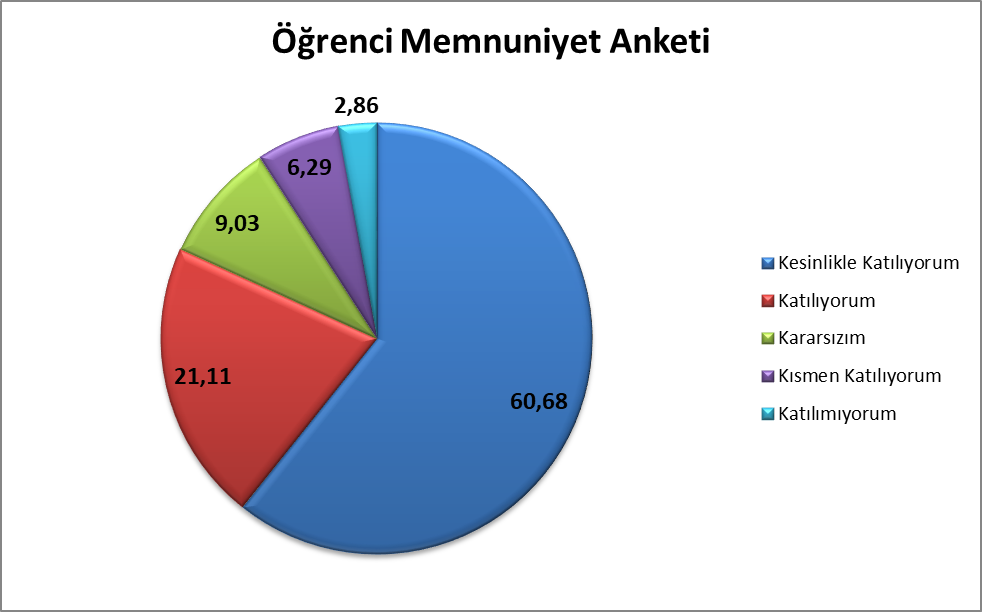 Öğrenci Memnuniyet Anketi
2,86
6,29
9,03
21,11
60,68
Kesinlikle Katılıyorum
Katılıyorum
Kararsızım
Kısmen Katılıyorum
Katılımıyorum